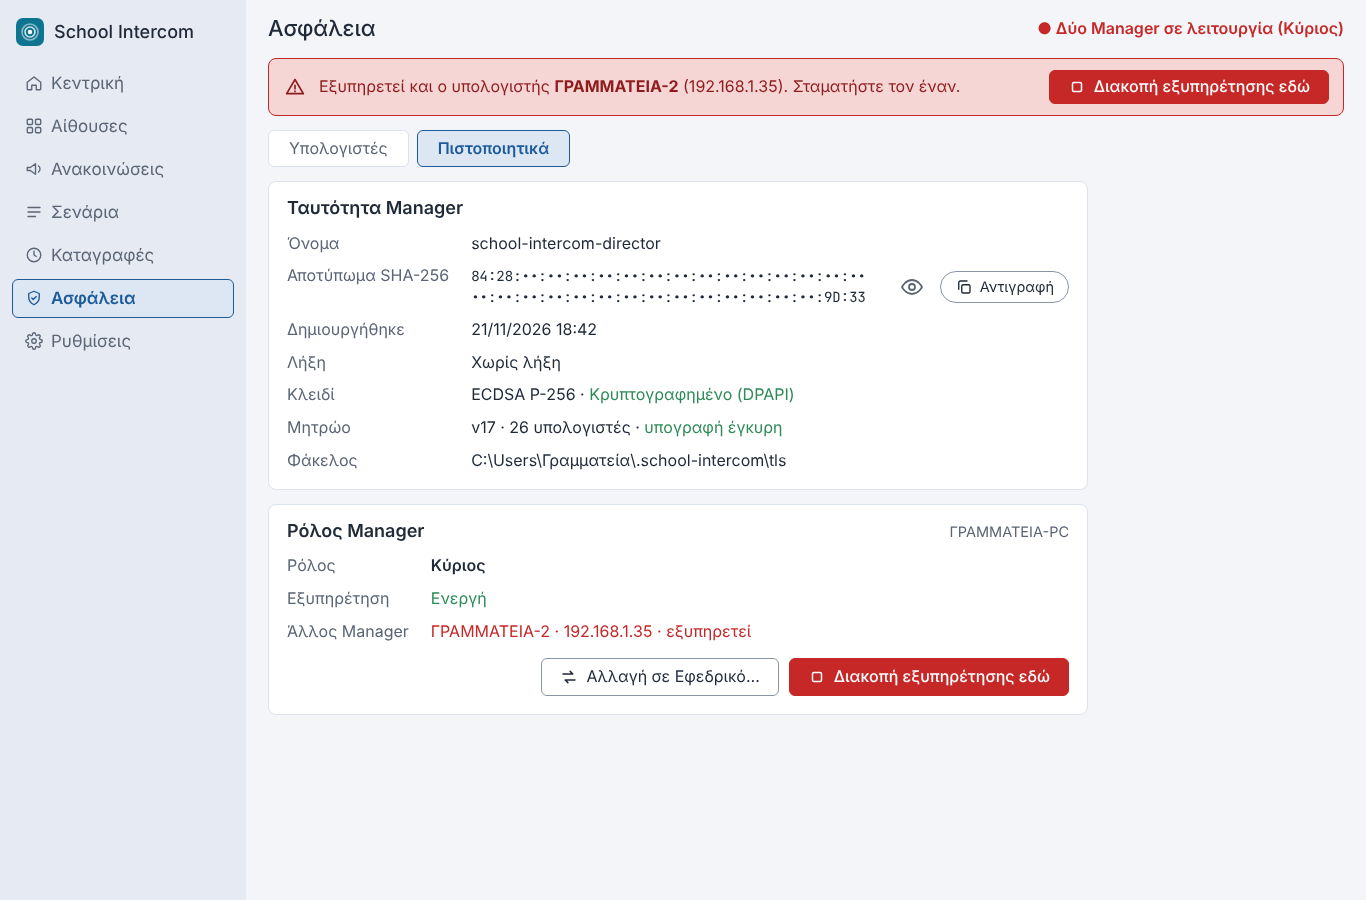 School Intercom
Κεντρική
Αίθουσες
Ανακοινώσεις
Σενάρια
Καταγραφές
Ασφάλεια
Ρυθμίσεις
Ασφάλεια
Δύο Manager σε λειτουργία (Κύριος)
Εξυπηρετεί και ο υπολογιστής ΓΡΑΜΜΑΤΕΙΑ-2 (192.168.1.35). Σταματήστε τον έναν.
Διακοπή εξυπηρέτησης εδώ
Υπολογιστές
Πιστοποιητικά
Ταυτότητα Manager
Όνομα school-intercom-director
Αποτύπωμα SHA-256 84:28:••:••:••:••:••:••:••:••:••:••:••:••:••:••
••:••:••:••:••:••:••:••:••:••:••:••:••:••:9D:33
Αντιγραφή
Δημιουργήθηκε 21/11/2026 18:42
Λήξη Χωρίς λήξη
Κλειδί ECDSA P-256 · Κρυπτογραφημένο (DPAPI)
Μητρώο v17 · 26 υπολογιστές · υπογραφή έγκυρη
Φάκελος C:\Users\Γραμματεία\.school-intercom\tls
Ρόλος Manager
ΓΡΑΜΜΑΤΕΙΑ-PC
Ρόλος Κύριος
Εξυπηρέτηση Ενεργή
Άλλος Manager ΓΡΑΜΜΑΤΕΙΑ-2 · 192.168.1.35 · εξυπηρετεί
Αλλαγή σε Εφεδρικό...
Διακοπή εξυπηρέτησης εδώ